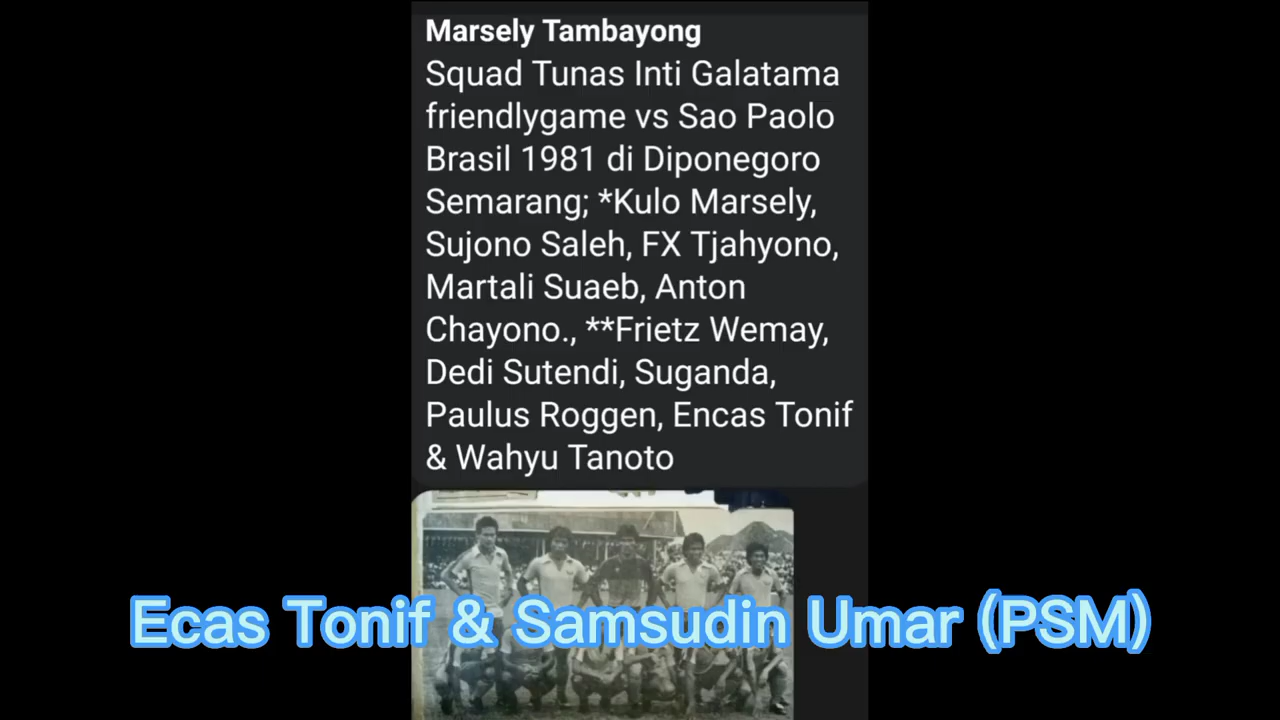 Marsely Tambayong
Squad Tunas Inti Galatama
friendlygame vs Sao Paolo
Brasil 1981 di Diponegoro
Semarang; *Kulo Marsely,
Sujono Saleh, FX Tjahyono,
Martali Suaeb, Anton
Chayono., **Frietz Wemay,
Dedi Sutendi, Suganda,
Paulus Roggen, Encas Tonif
& Wahyu Tanoto
Ecas Tonif & Samsudin Umar (PSM)